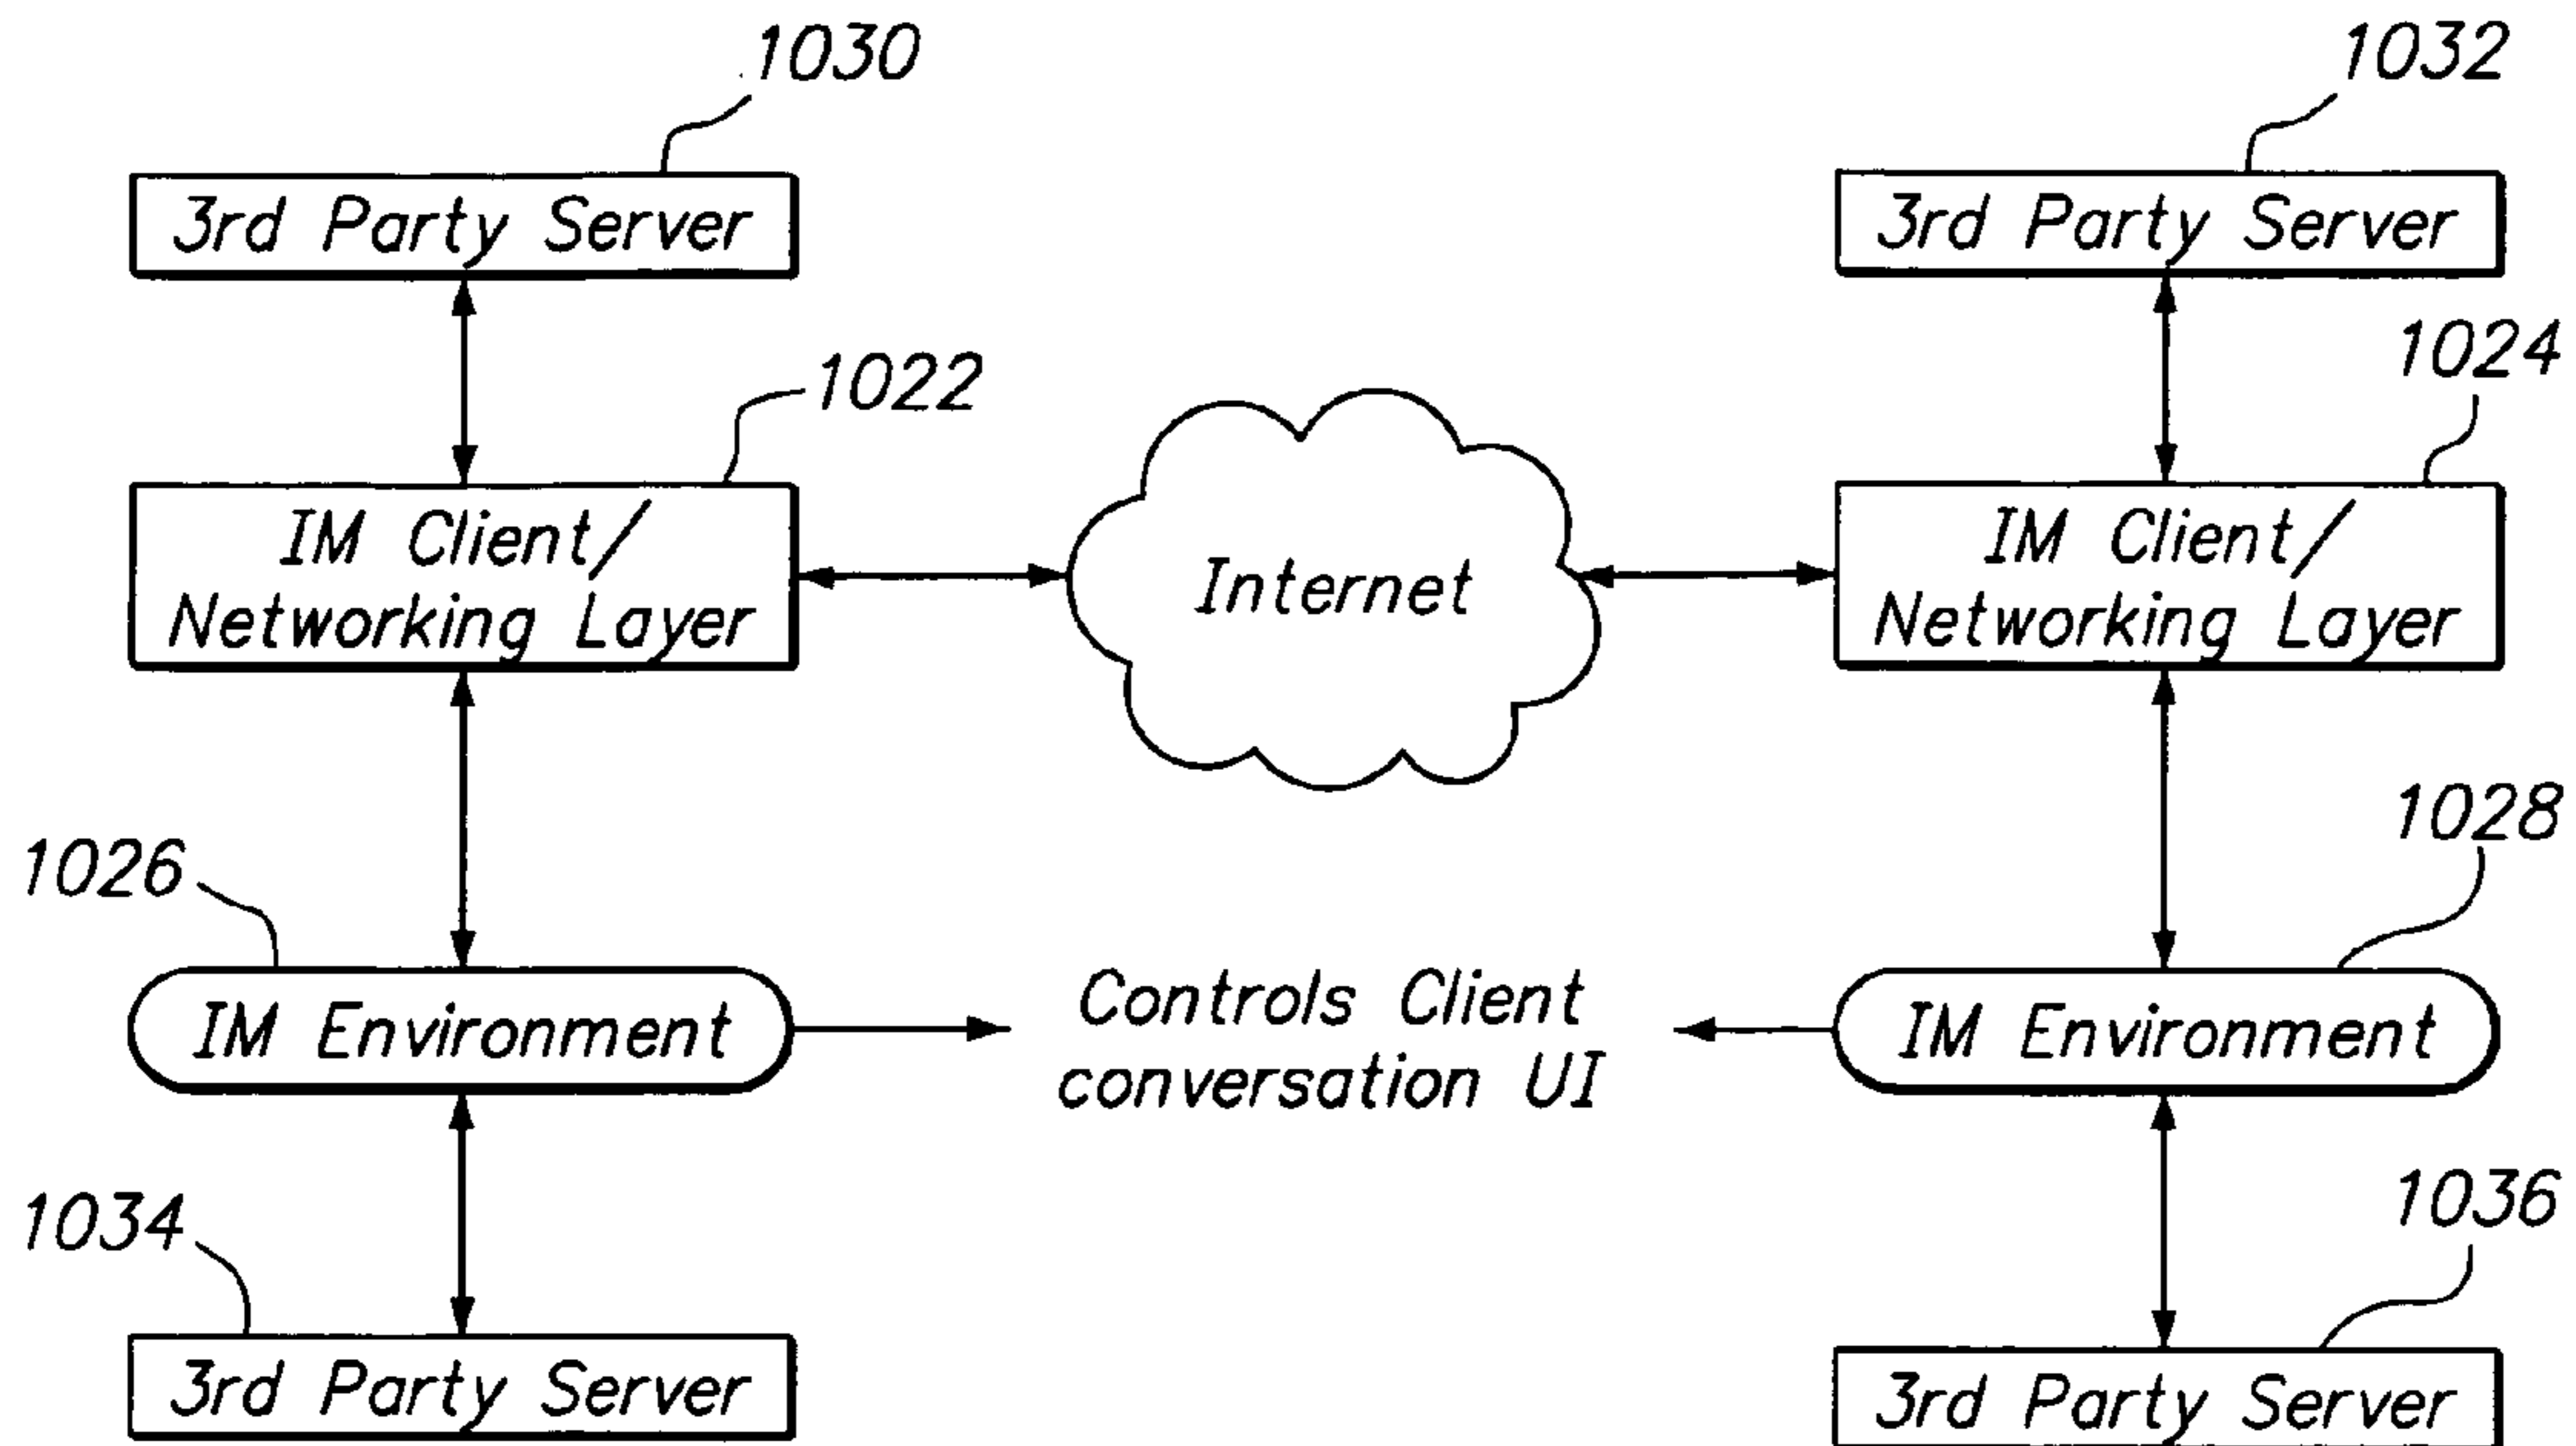 1030
1032
3rd Party Server
3rd Party Server
1022
1024
IM Client/
Networking Layer
Internet
IM Client/
Networking Layer
1026
1028
IM Environment
Controls Client
conversation UI
IM Environment
1034
1036
3rd Party Server
3rd Party Server